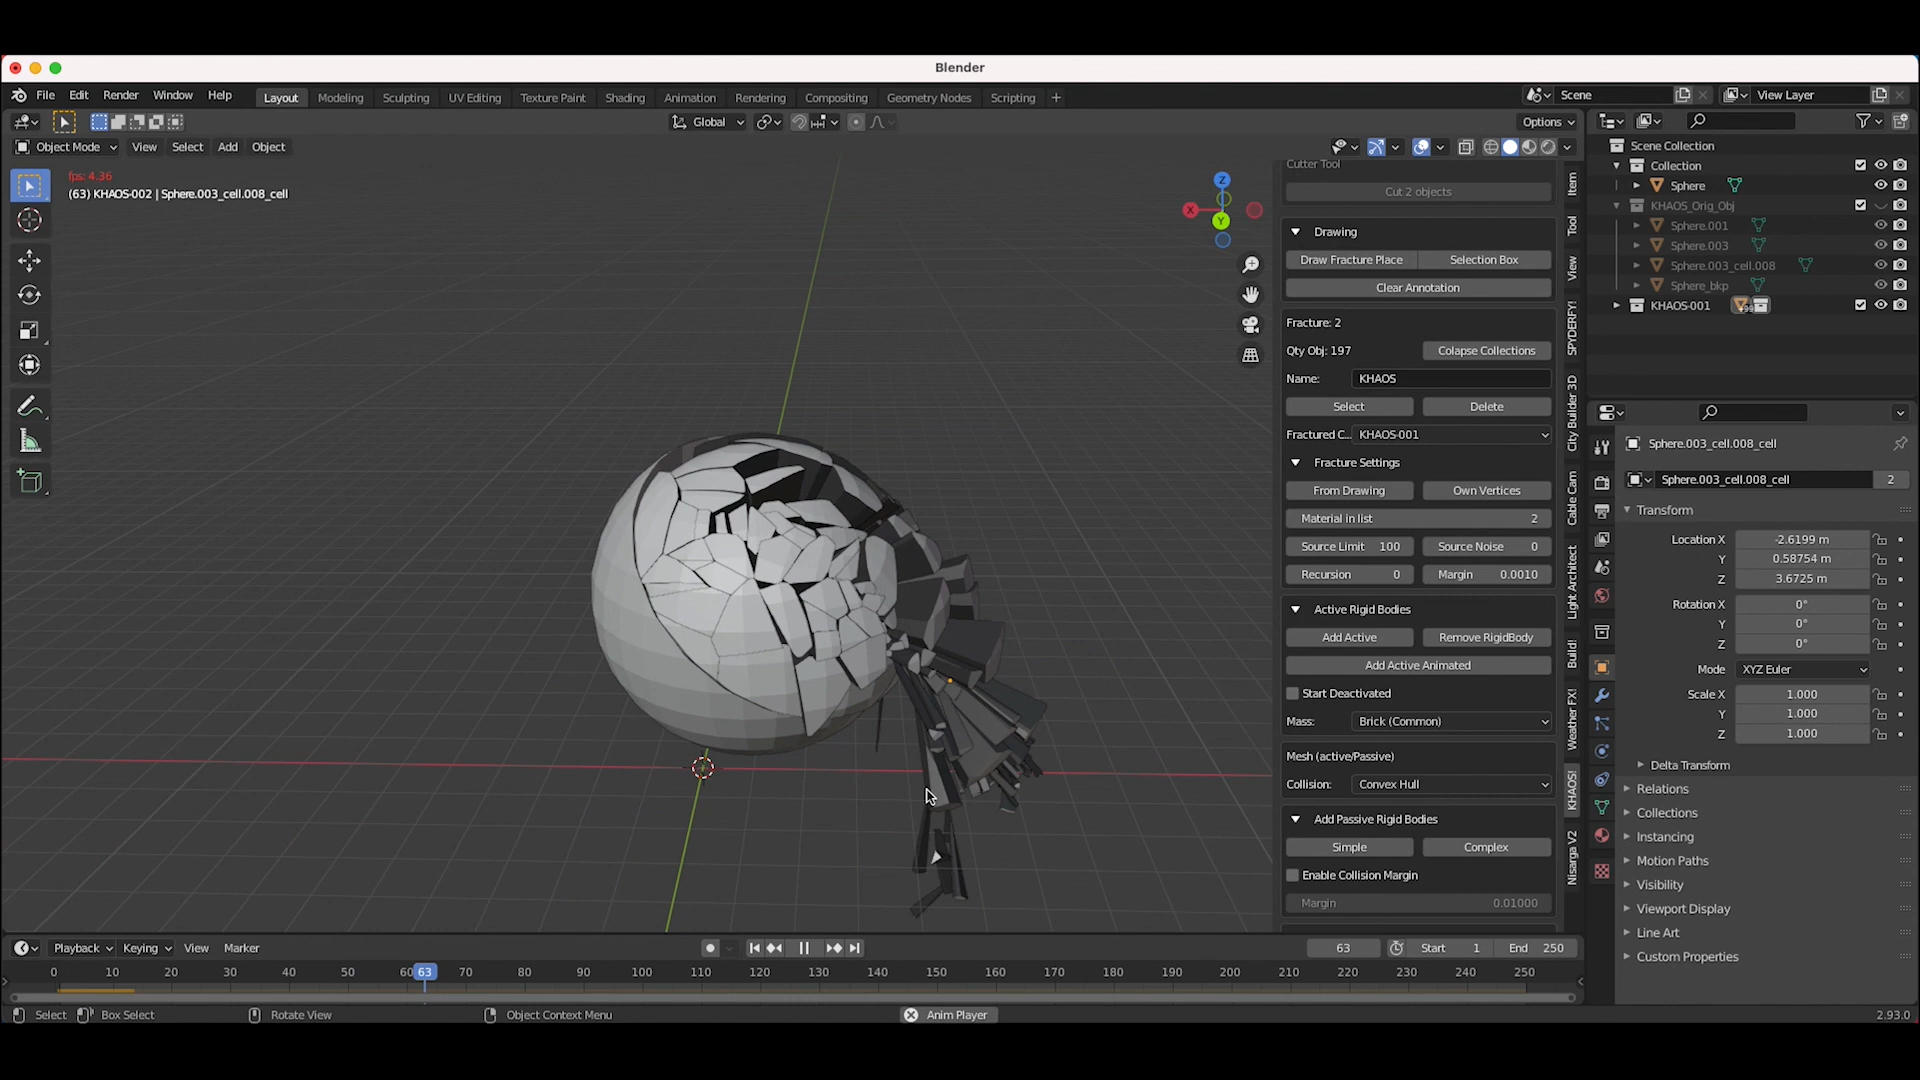 Blender
File Edit Render Window Help
Layout Modeling Sculpting UV Editing Texture Paint Shading Animation Rendering Compositing Geometry Nodes Scripting +
Scene
View Layer
Global
Options
Object Mode View Select Add Object
fps: 4.36
(63) KHAOS-002 | Sphere.003_cell.008_cell
Z
X
Y
Cutter Tool
Cut 2 objects
Drawing
Draw Fracture Place Selection Box
Clear Annotation
Fracture: 2
Qty Obj: 197 Colapse Collections
Name: KHAOS
Select Delete
Fractured C... KHAOS-001
Fracture Settings
From Drawing Own Vertices
Material in list 2
Source Limit 100 Source Noise 0
Recursion 0 Margin 0.0010
Active Rigid Bodies
Add Active Remove RigidBody
Add Active Animated
Start Deactivated
Mass: Brick (Common)
Mesh (active/Passive)
Collision: Convex Hull
Add Passive Rigid Bodies
Simple Complex
Enable Collision Margin
Margin 0.01000
Item
Tool
View
SPYDERFY!
City Builder 3D
Cable Cam
Light Architect
Build!
Weather FX!
KHAOS!
Nisarga V2
Scene Collection
Collection
Sphere
KHAOS_Orig_Obj
Sphere.001
Sphere.003
Sphere.003_cell.008
Sphere_bkp
KHAOS-001
Sphere.003_cell.008_cell
Sphere.003_cell.008_cell 2
Transform
Location X -2.6199 m
Y 0.58754 m
Z 3.6725 m
Rotation X 0°
Y 0°
Z 0°
Mode XYZ Euler
Scale X 1.000
Y 1.000
Z 1.000
Delta Transform
Relations
Collections
Instancing
Motion Paths
Visibility
Viewport Display
Line Art
Custom Properties
Playback Keying View Marker
63 Start 1 End 250
0 10 20 30 40 50 60 63 70 80 90 100 110 120 130 140 150 160 170 180 190 200 210 220 230 240 250
Select Box Select Rotate View Object Context Menu Anim Player 2.93.0